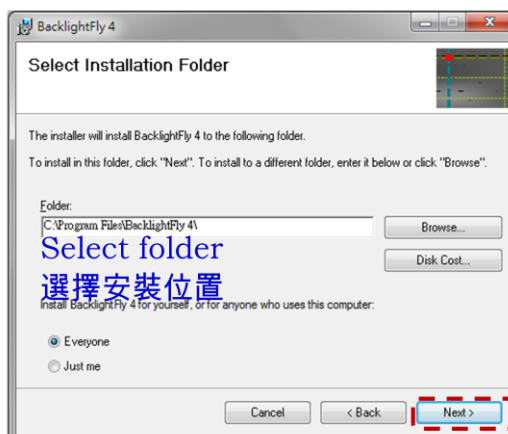 BacklightFly 4
Select Installation Folder
The installer will install BacklightFly 4 to the following folder.
To install in this folder, click "Next". To install to a different folder, enter it below or click "Browse".
Folder:
C:\Program Files\BacklightFly 4\
Browse...
Select folder
Disk Cost...
選擇安裝位置
Install BacklightFly 4 for yourself, or for anyone who uses this computer:
Everyone
Just me
Cancel
< Back
Next >